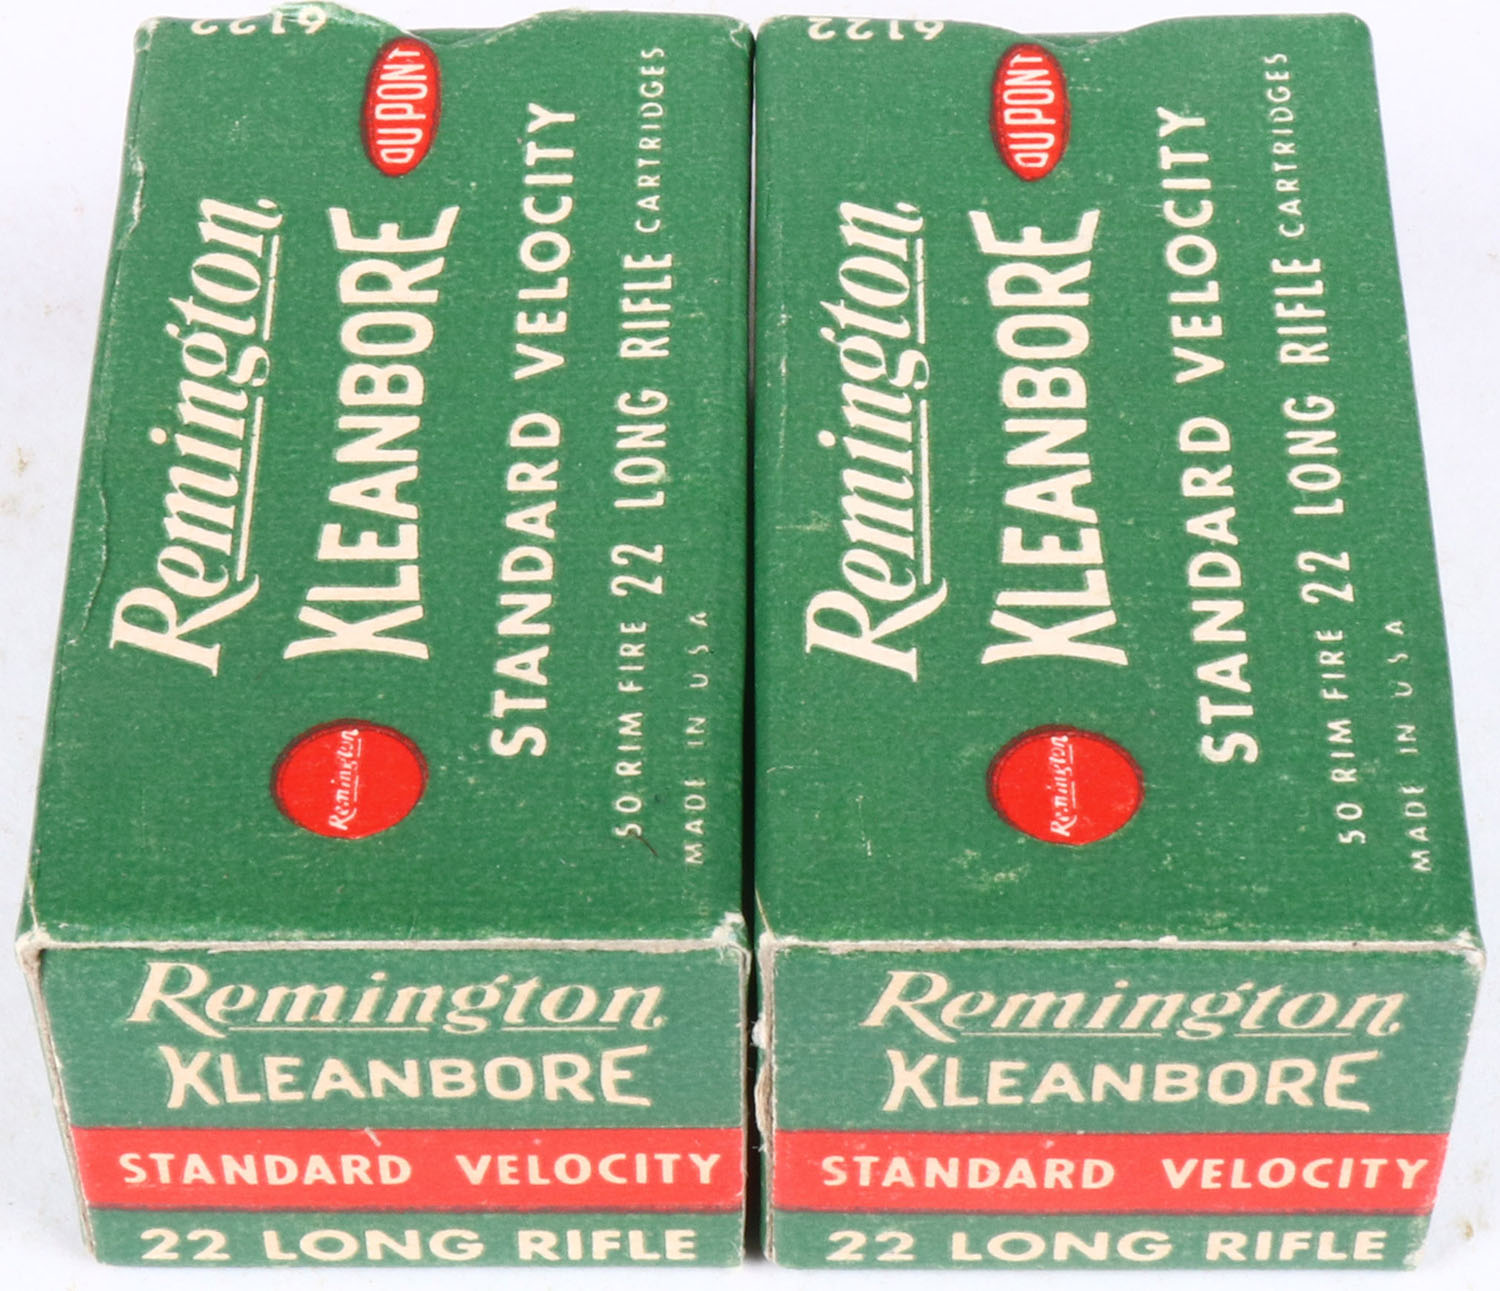 6122
DU PONT
Remington
KLEANBORE
STANDARD VELOCITY
50 RIM FIRE 22 LONG RIFLE CARTRIDGES
MADE IN U S A
Remington
Remington
KLEANBORE
STANDARD VELOCITY
22 LONG RIFLE
6122
DU PONT
Remington
KLEANBORE
STANDARD VELOCITY
50 RIM FIRE 22 LONG RIFLE CARTRIDGES
MADE IN U S A
Remington
Remington
KLEANBORE
STANDARD VELOCITY
22 LONG RIFLE